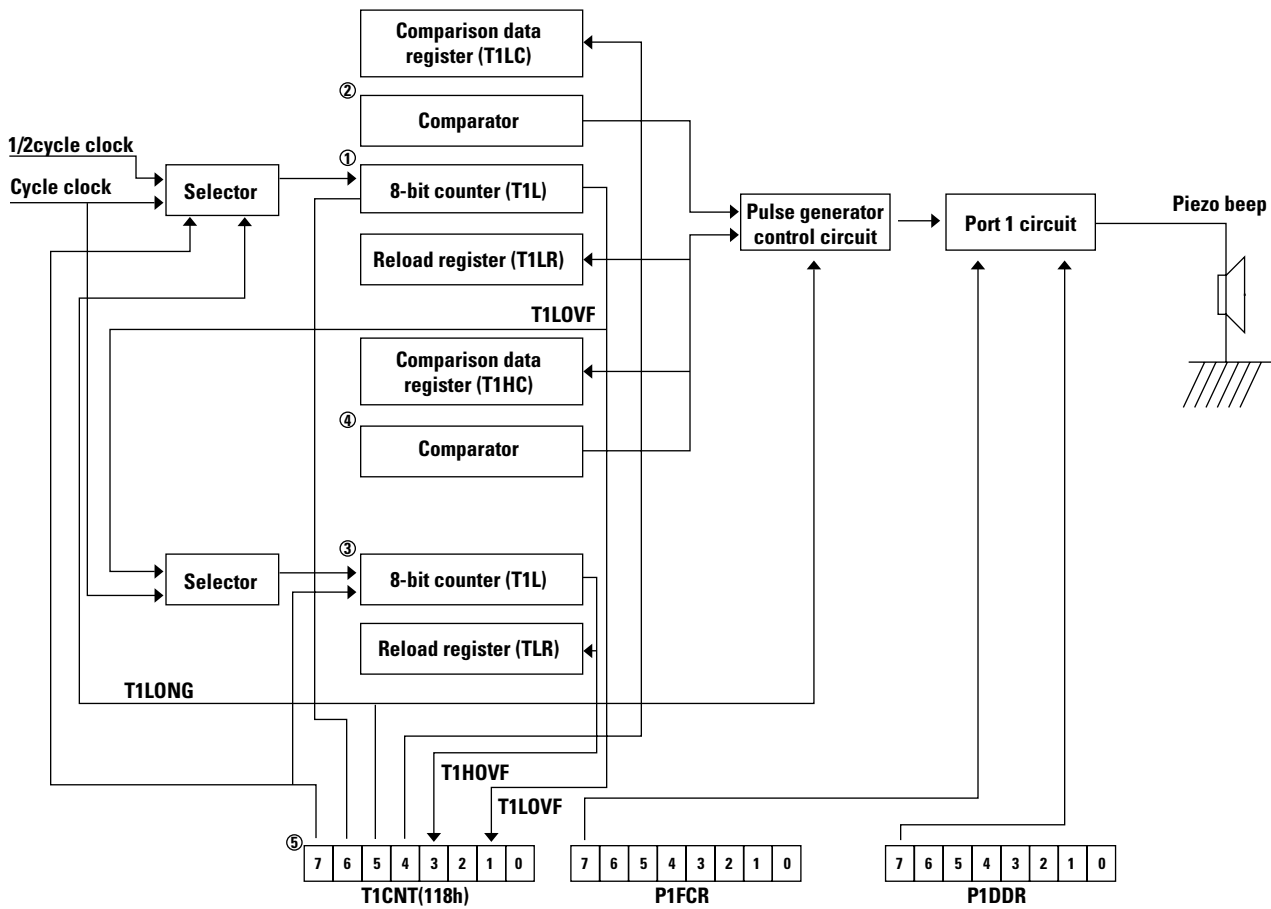 Comparison data
register (T1LC)
②
Comparator
1/2cycle clock
①
Cycle clock
Selector
8-bit counter (T1L)
Pulse generator
control circuit
Port 1 circuit
Piezo beep
Reload register (T1LR)
T1LOVF
Comparison data
register (T1HC)
④
Comparator
③
Selector
8-bit counter (T1L)
Reload register (TLR)
T1LONG
T1HOVF
T1LOVF
⑤
7 6 5 4 3 2 1 0
T1CNT(118h)
7 6 5 4 3 2 1 0
P1FCR
7 6 5 4 3 2 1 0
P1DDR